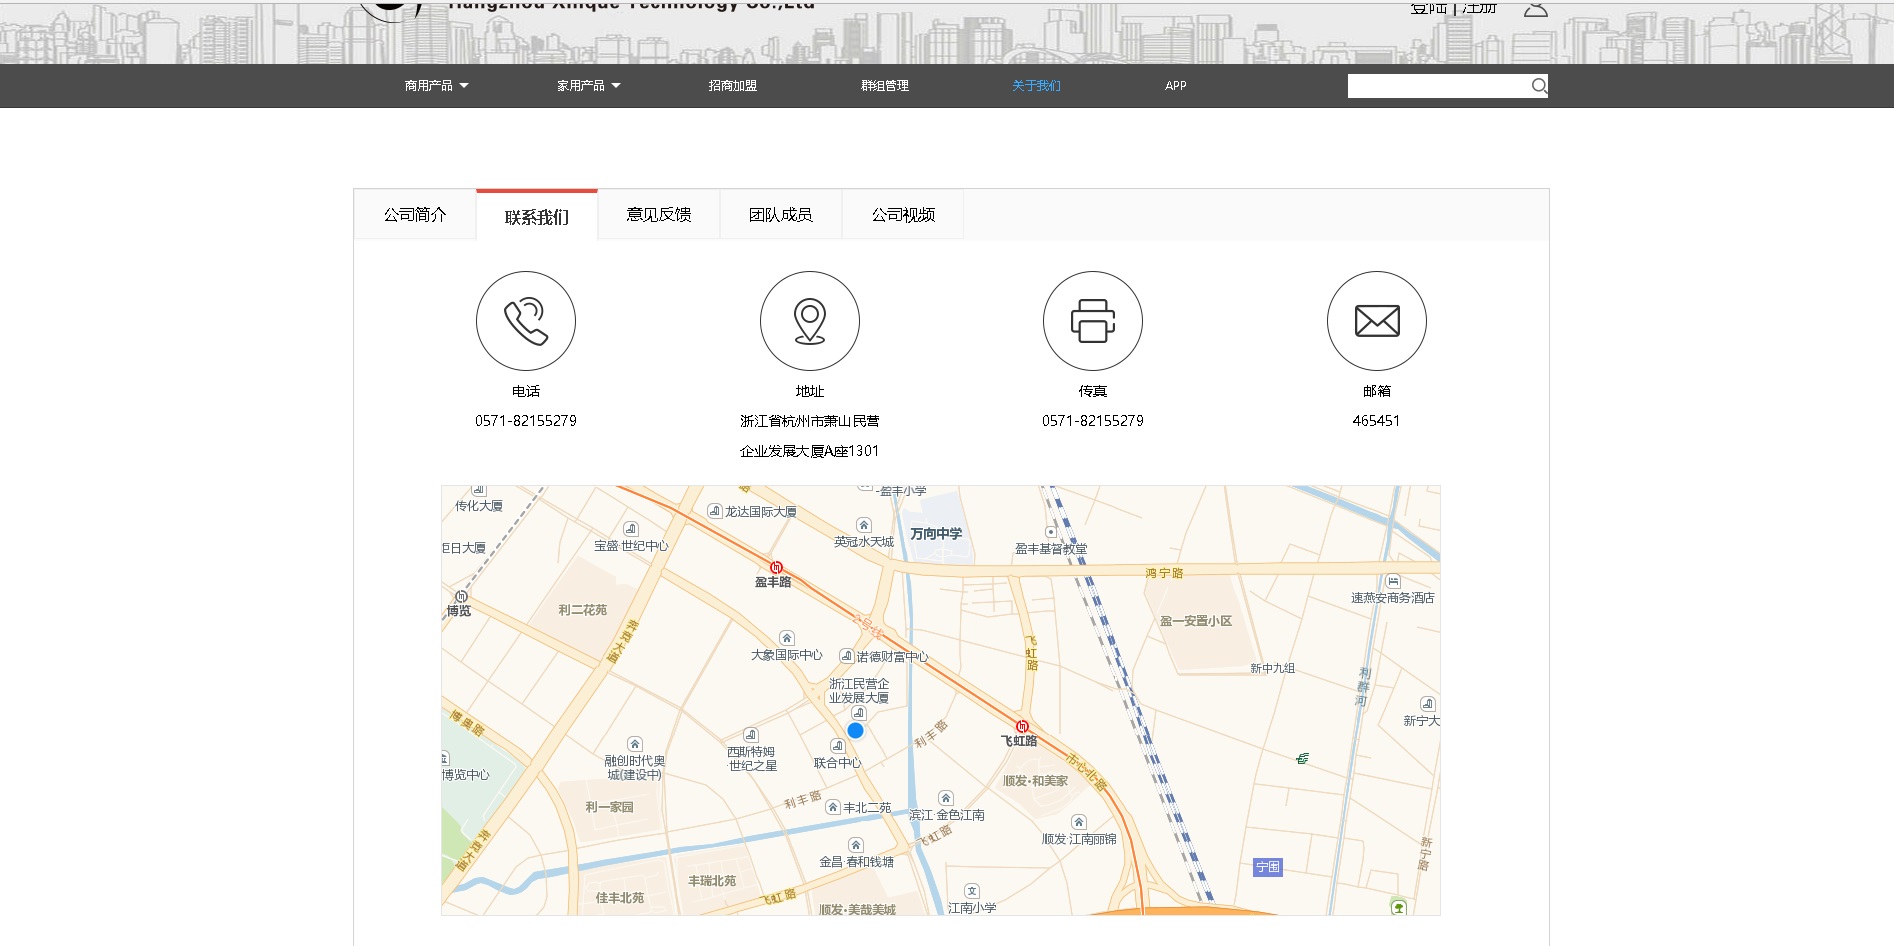 Hangzhou Xinque Technology Co.,Ltd
登陆 | 注册
商用产品
家用产品
招商加盟
群组管理
关于我们
APP
公司简介
联系我们
意见反馈
团队成员
公司视频
电话
0571-82155279
地址
浙江省杭州市萧山民营
企业发展大厦A座1301
传真
0571-82155279
邮箱
465451
传化大厦
龙达国际大厦
-盈丰小学
万向中学
英冠水天城
宝盛·世纪中心
巨日大厦
盈丰基督教堂
盈丰路
鸿宁路
速燕安商务酒店
博览
利二花苑
2号线
盈一安置小区
大象国际中心
诺德财富中心
飞虹路
新中九组
浙江民营企
业发展大厦
利群河
博奥路
利丰路
飞虹路
新宁大
西斯特姆
·世纪之星
联合中心
融创时代奥
城(建设中)
博览中心
市心北路
顺发·和美家
利一家园
利丰路
丰北二苑
滨江·金色江南
飞虹路
顺发·江南丽锦
新宁路
金昌·春和钱塘
宁围
丰瑞北苑
佳丰北苑
飞虹路
顺发·美哉美城
江南小学